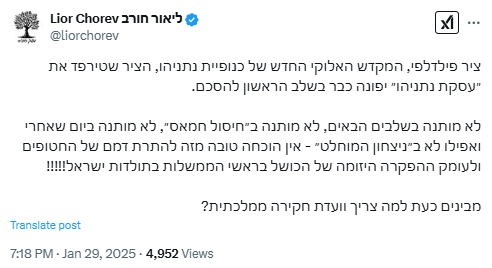 Lior Chorev ליאור חורב
@liorchorev
ציר פילדלפי, המקדש האלוקי החדש של כנופיית נתניהו, הציר שטירפד את
״עסקת נתניהו״ יפונה כבר בשלב הראשון להסכם.
לא מותנה בשלבים הבאים, לא מותנה ב״חיסול חמאס״, לא מותנה ביום שאחרי
ואפילו לא ב״ניצחון המוחלט״ - אין הוכחה טובה מזה להתרת דמם של החטופים
ולעומק ההפקרה היזומה של הכושל בראשי הממשלות בתולדות ישראל!!!!!
מבינים כעת למה צריך וועדת חקירה ממלכתית?
Translate post
7:18 PM · Jan 29, 2025 · 4,952 Views